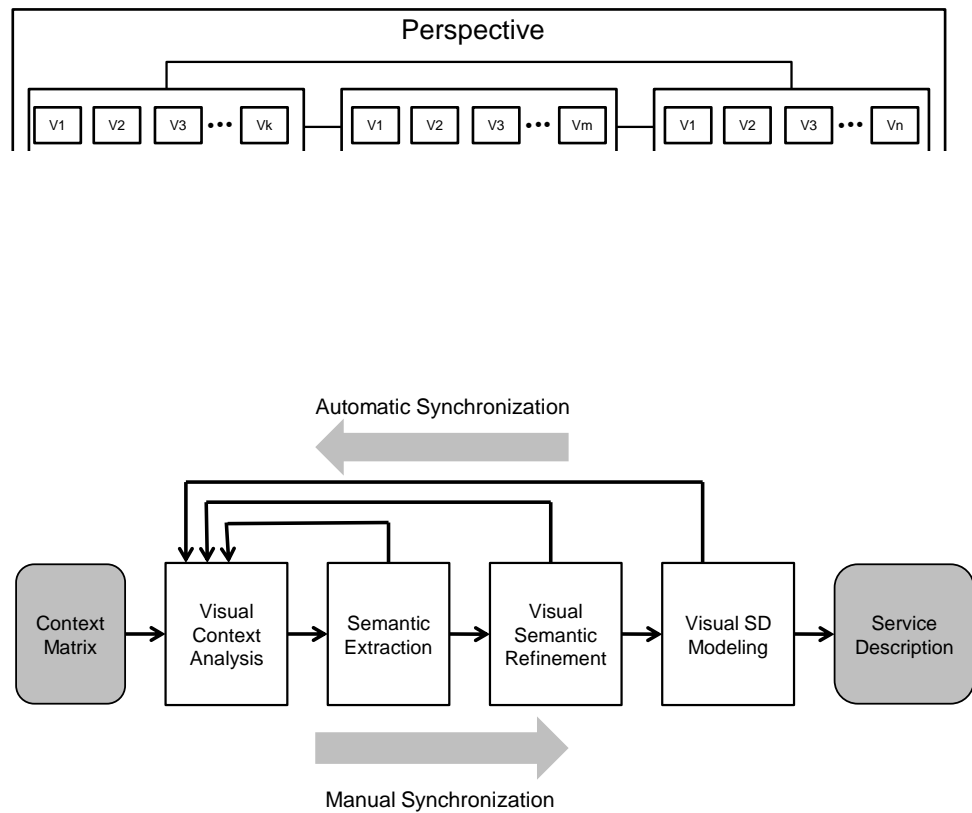 Perspective
V1 V2 V3 ••• Vk V1 V2 V3 ••• Vm V1 V2 V3 ••• Vn
Automatic Synchronization
Context
Matrix
Visual
Context
Analysis
Semantic
Extraction
Visual
Semantic
Refinement
Visual SD
Modeling
Service
Description
Manual Synchronization